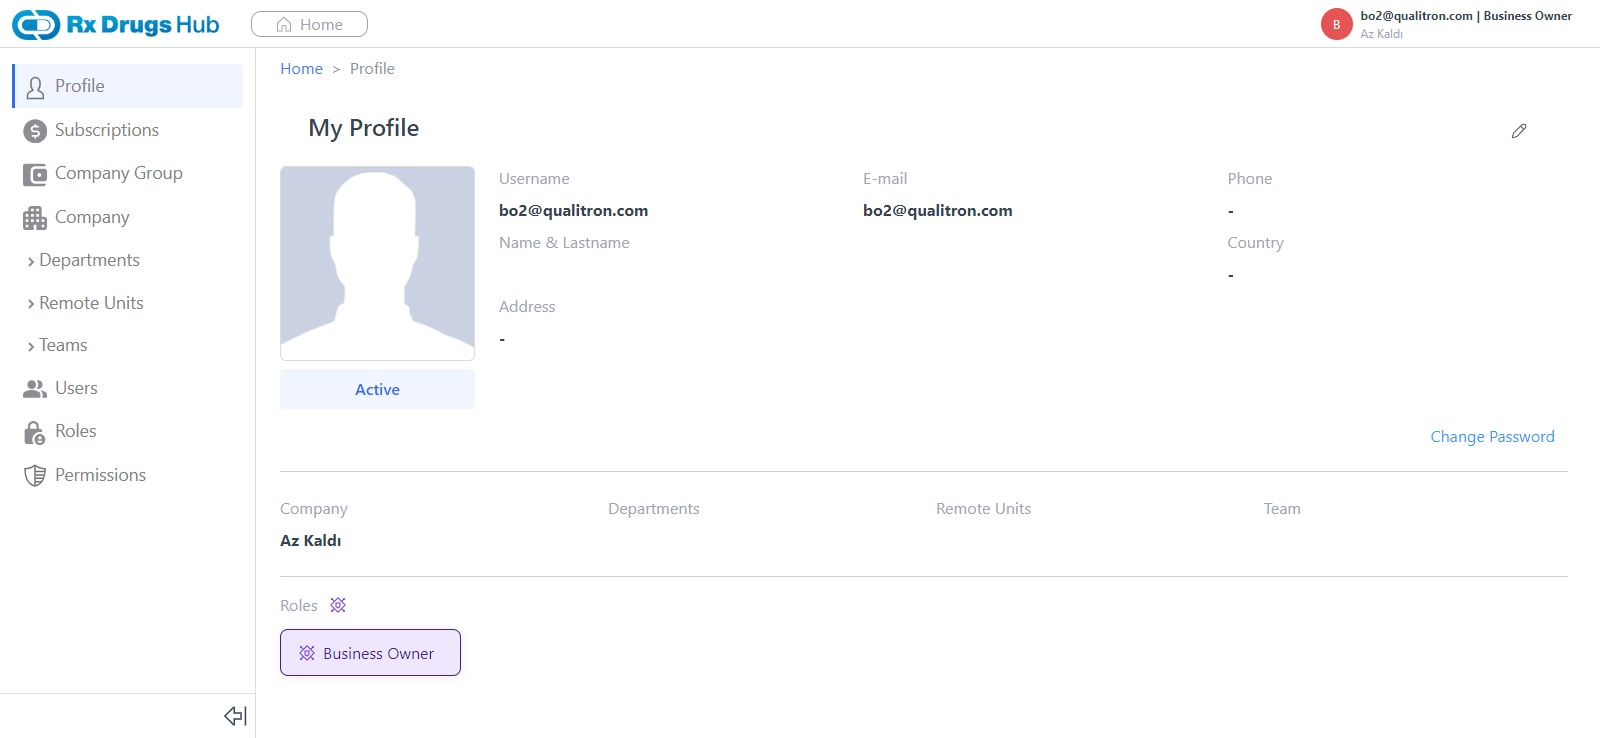 Rx Drugs Hub
Home
B
bo2@qualitron.com | Business Owner
Az Kaldı
Profile
Subscriptions
Company Group
Company
Departments
Remote Units
Teams
Users
Roles
Permissions
Home > Profile
My Profile
Username
E-mail
Phone
bo2@qualitron.com
bo2@qualitron.com
-
Name & Lastname
Country
-
Address
-
Active
Change Password
Company
Departments
Remote Units
Team
Az Kaldı
Roles
Business Owner